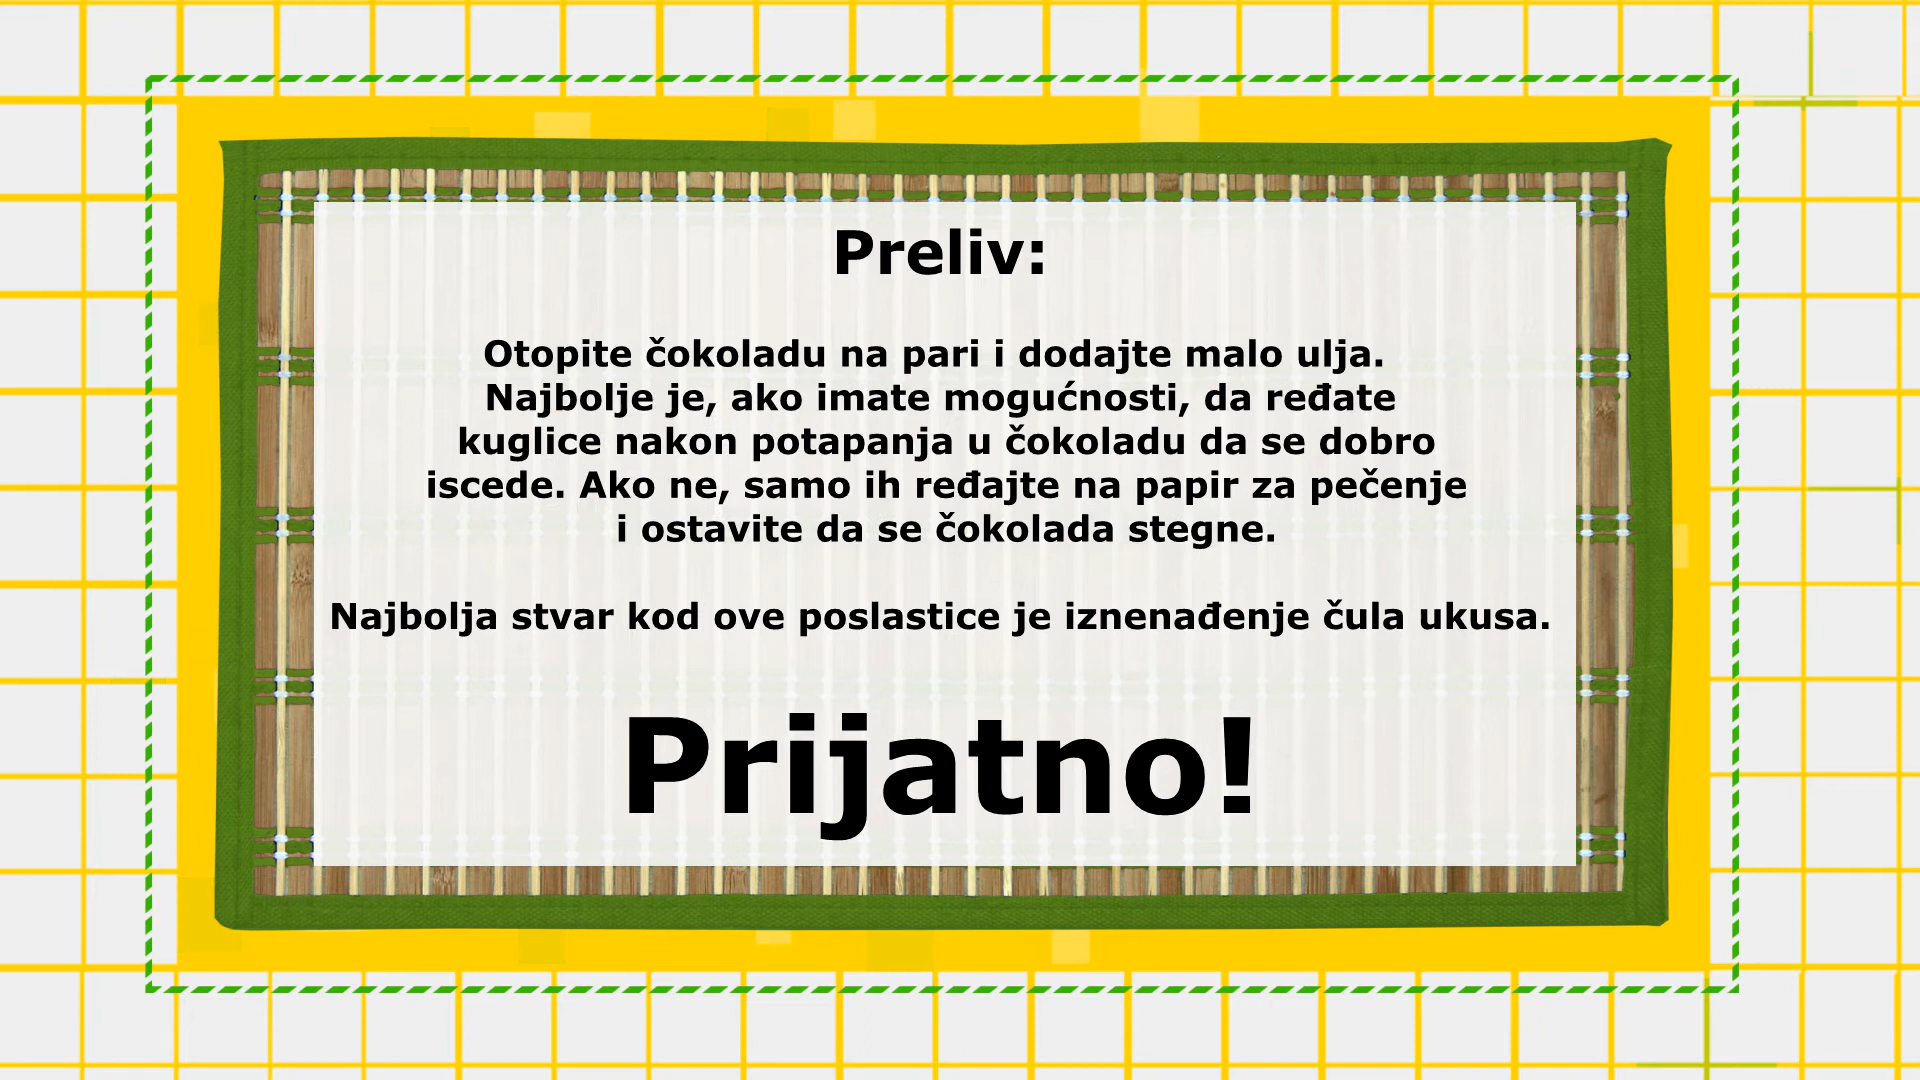 Preliv:
Otopite čokoladu na pari i dodajte malo ulja.
Najbolje je, ako imate mogućnosti, da ređate
kuglice nakon potapanja u čokoladu da se dobro
iscede. Ako ne, samo ih ređajte na papir za pečenje
i ostavite da se čokolada stegne.
Najbolja stvar kod ove poslastice je iznenađenje čula ukusa.
Prijatno!